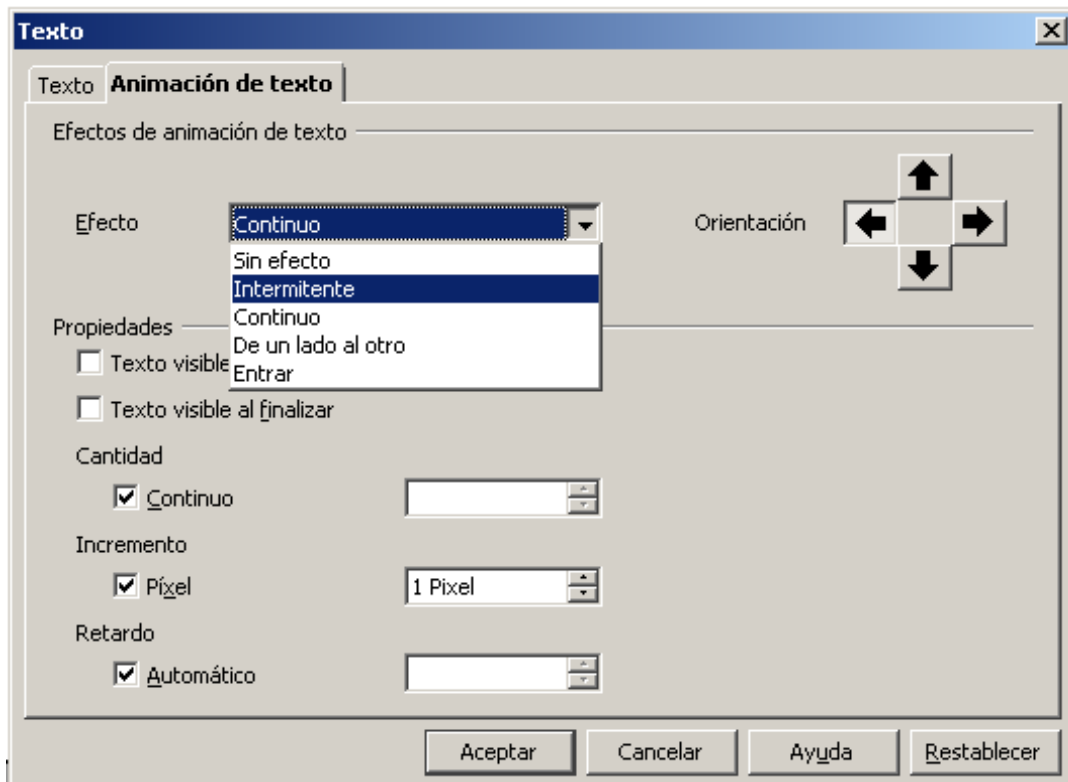 Texto
Texto Animación de texto
Efectos de animación de texto
Efecto Continuo Orientación
Sin efecto
Intermitente
Continuo
De un lado al otro
Entrar
Propiedades
Texto visible
Texto visible al finalizar
Cantidad
Continuo
Incremento
Píxel 1 Pixel
Retardo
Automático
Aceptar Cancelar Ayuda Restablecer